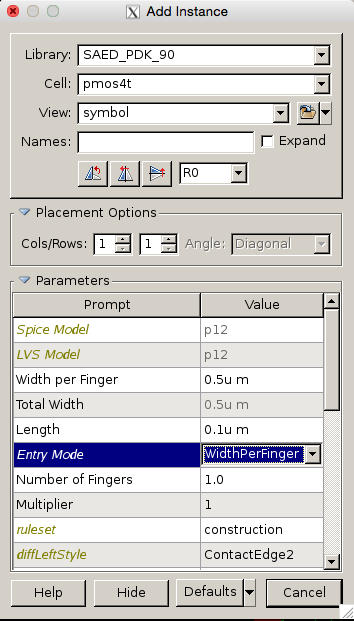 Add Instance
Library: SAED_PDK_90
Cell: pmos4t
View: symbol
Names: Expand
R0
Placement Options
Cols/Rows: 1 1 Angle: Diagonal
Parameters
Prompt Value
Spice Model p12
LVS Model p12
Width per Finger 0.5u m
Total Width 0.5u m
Length 0.1u m
Entry Mode WidthPerFinger
Number of Fingers 1.0
Multiplier 1
ruleset construction
diffLeftStyle ContactEdge2
Help Hide Defaults Cancel